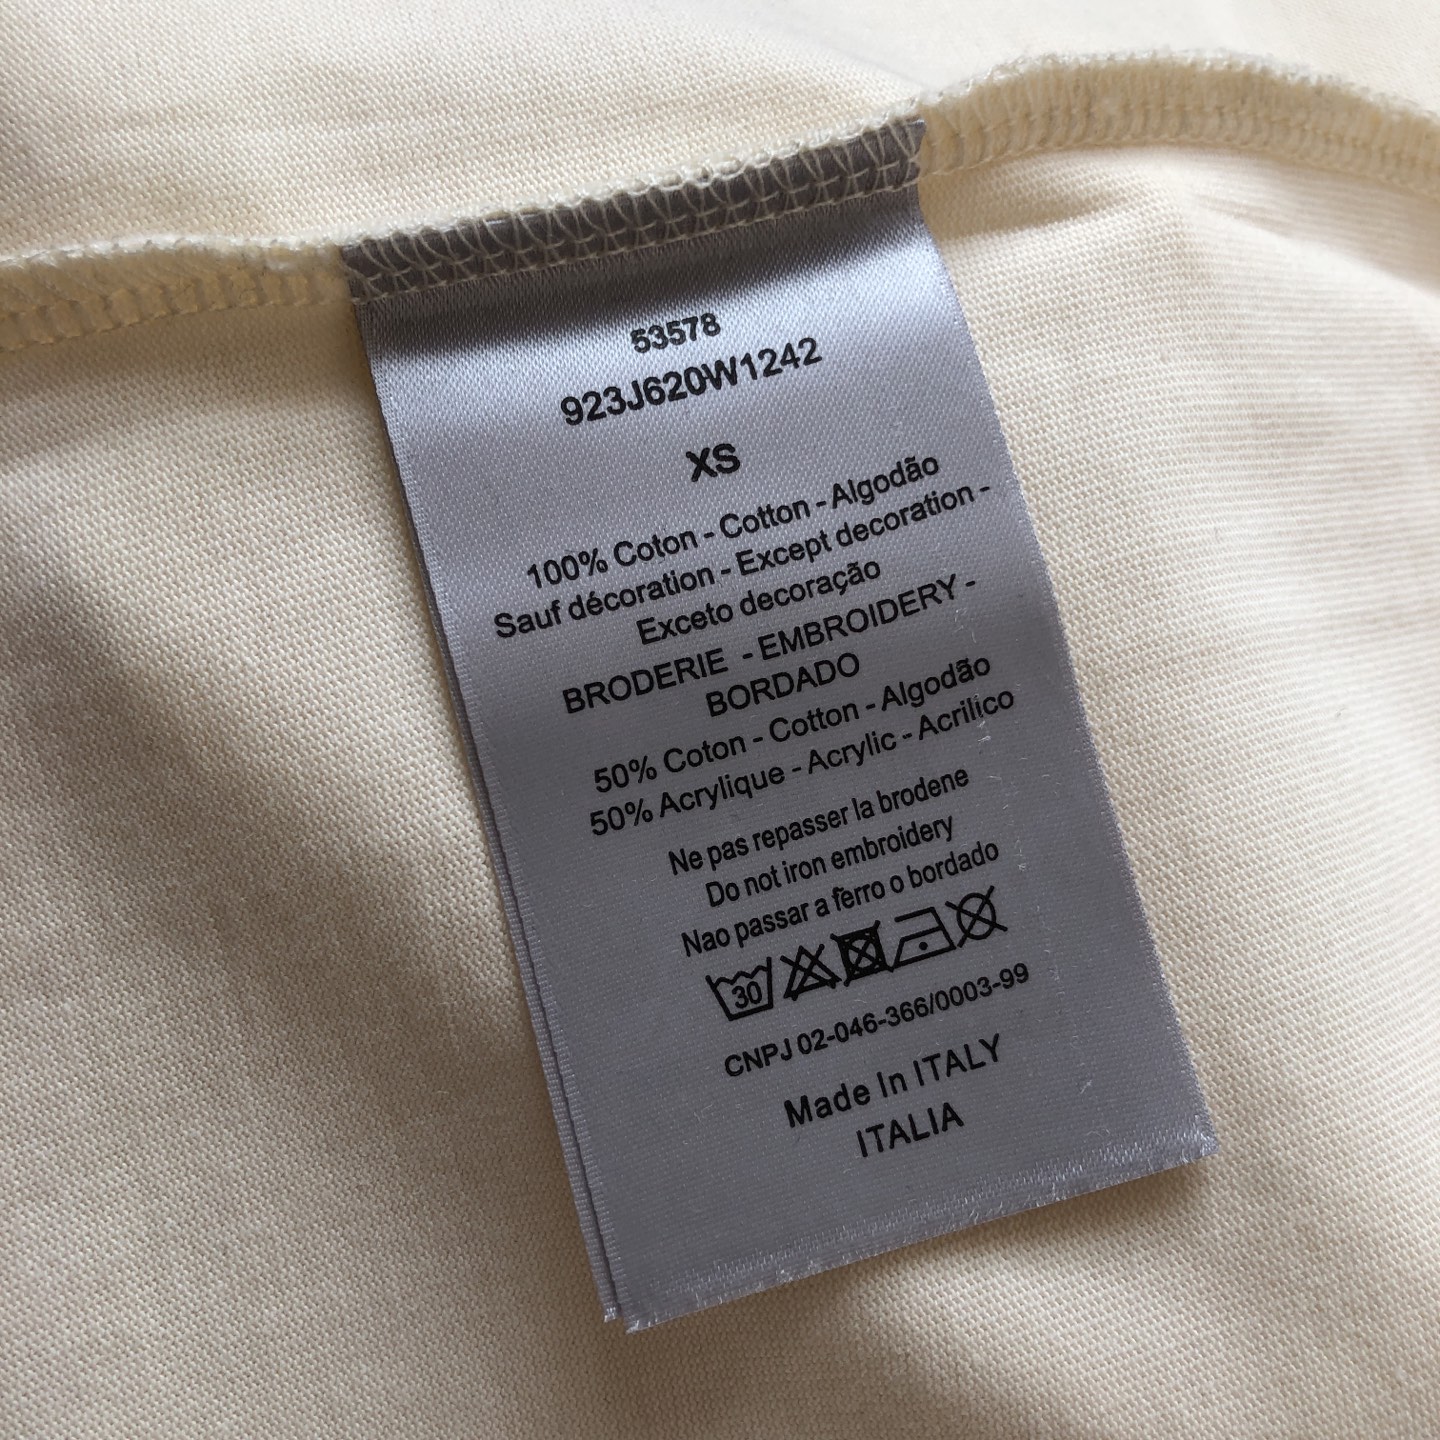 53578
923J620W1242
XS
100% Coton - Cotton - Algodão
Sauf décoration - Except decoration -
Exceto decoração
BRODERIE - EMBROIDERY -
BORDADO
50% Coton - Cotton - Algodão
50% Acrylique - Acrylic - Acrilico
Ne pas repasser la brodene
Do not iron embroidery
Nao passar a ferro o bordado
30
CNPJ 02-046-366/0003-99
Made In ITALY
ITALIA